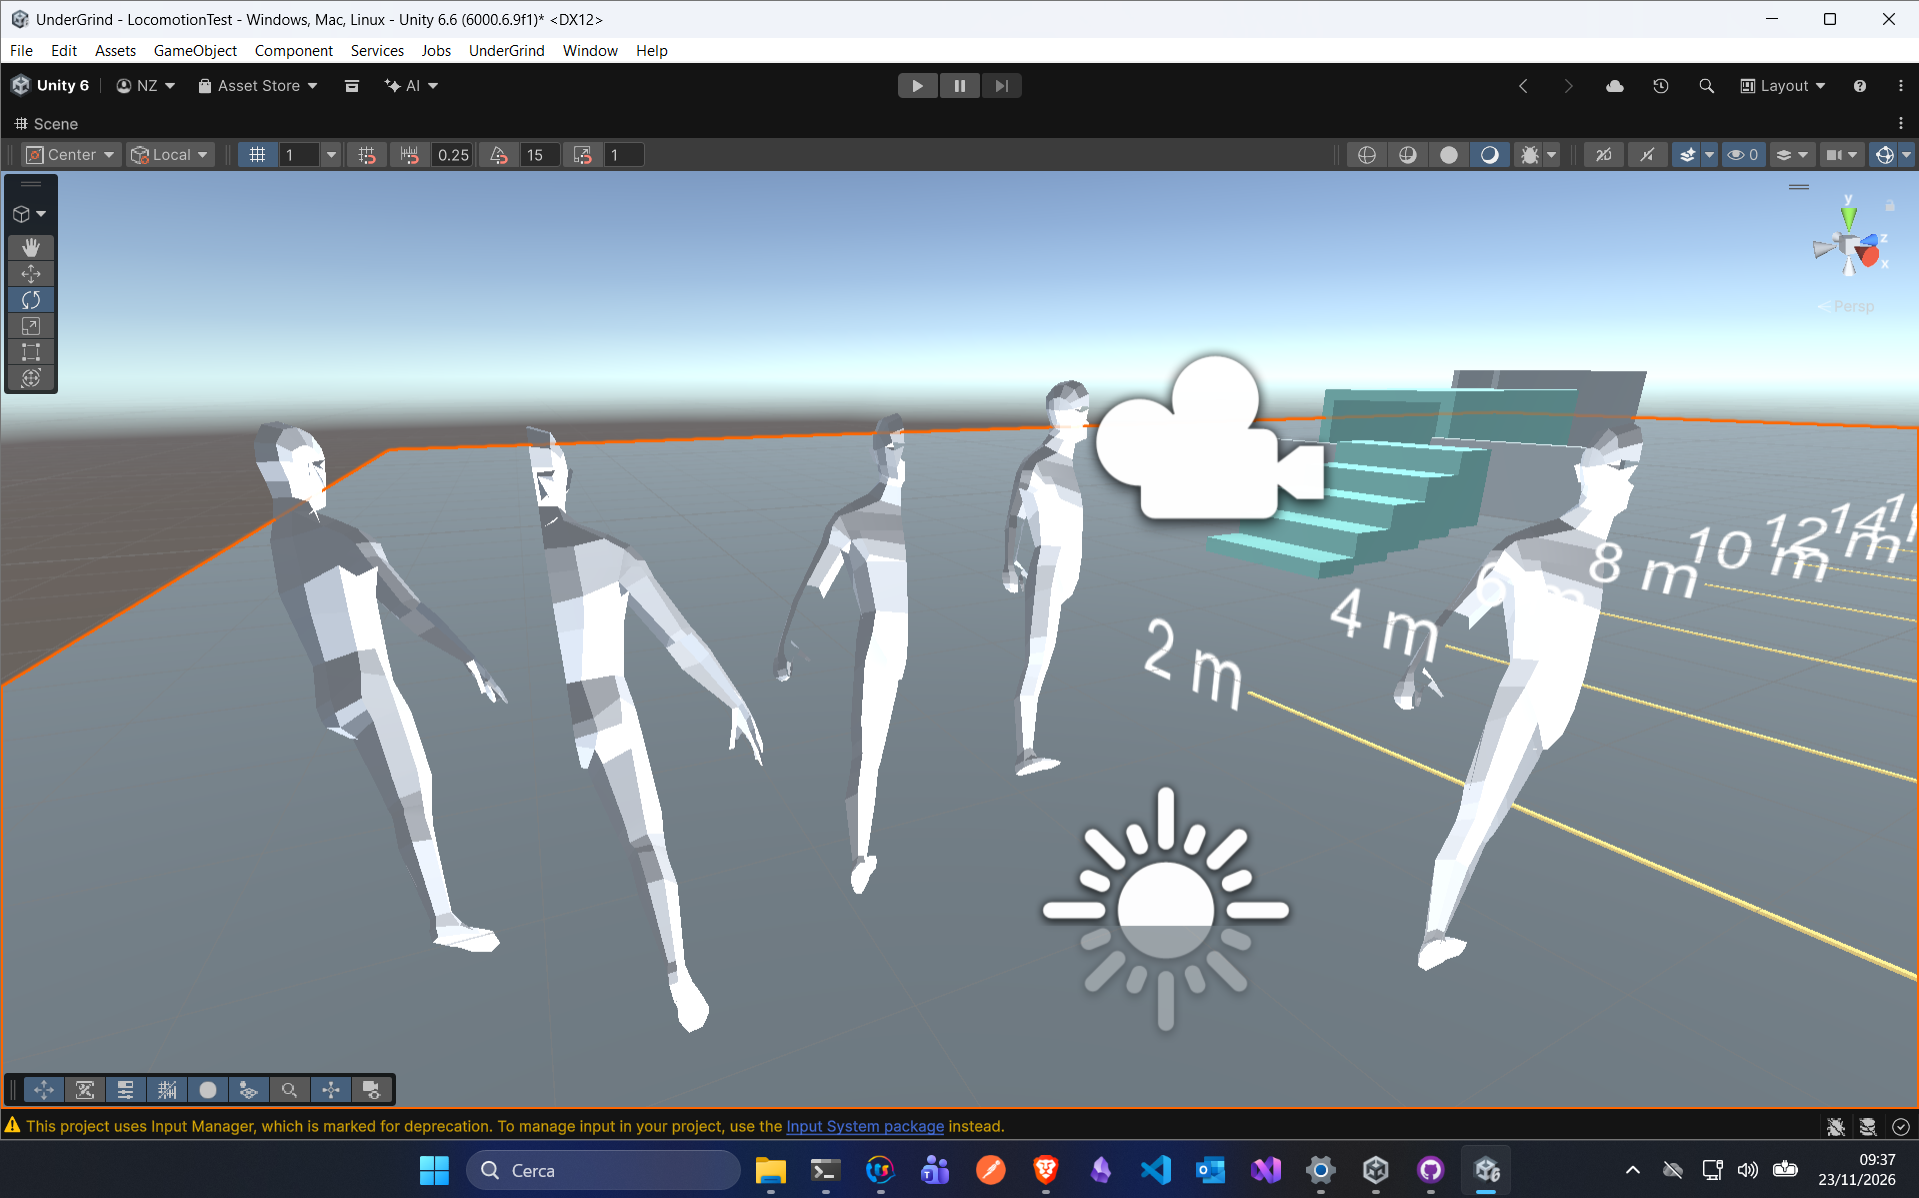 UnderGrind - LocomotionTest - Windows, Mac, Linux - Unity 6.6 (6000.6.9f1)* <DX12>
File Edit Assets GameObject Component Services Jobs UnderGrind Window Help
Unity 6 NZ Asset Store AI Layout
Scene
Center Local 1 0.25 15 1 2D 0
y
z
x
Persp
2 m
4 m
6 m
8 m
10 m
12 m
14 m
This project uses Input Manager, which is marked for deprecation. To manage input in your project, use the Input System package instead.
Cerca
09:37
23/11/2026